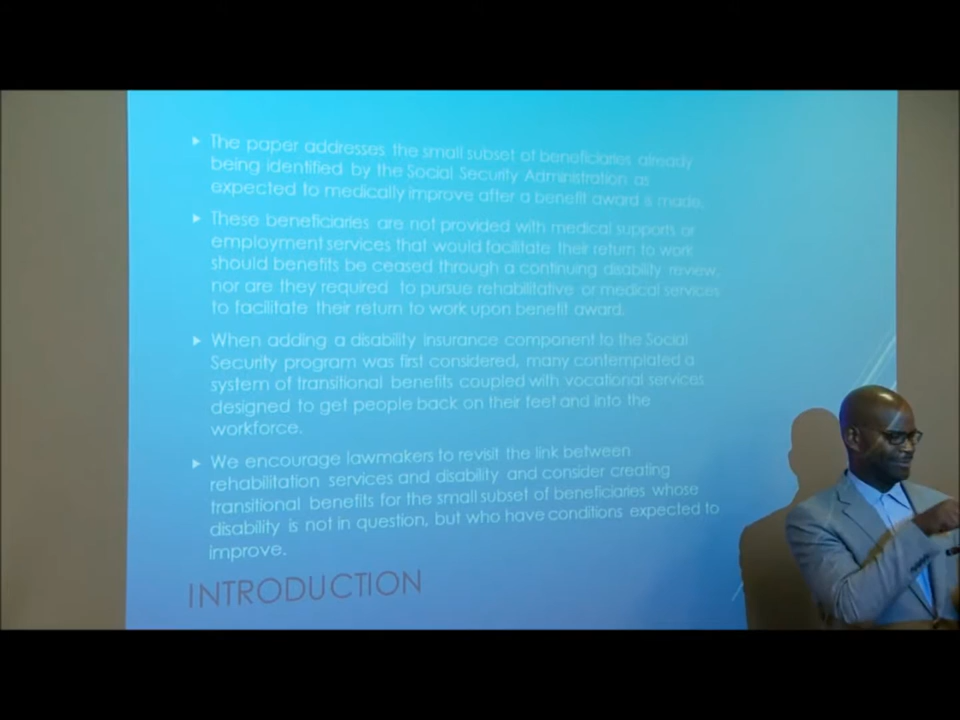 The paper addresses the small subset of beneficiaries already
being identified by the Social Security Administration as
expected to medically improve after a benefit award is made.
These beneficiaries are not provided with medical supports or
employment services that would facilitate their return to work
should benefits be ceased through a continuing disability review,
nor are they required to pursue rehabilitative or medical services
to facilitate their return to work upon benefit award.
When adding a disability insurance component to the Social
Security program was first considered, many contemplated a
system of transitional benefits coupled with vocational services
designed to get people back on their feet and into the
workforce.
We encourage lawmakers to revisit the link between
rehabilitation services and disability and consider creating
transitional benefits for the small subset of beneficiaries whose
disability is not in question, but who have conditions expected to
improve.
INTRODUCTION